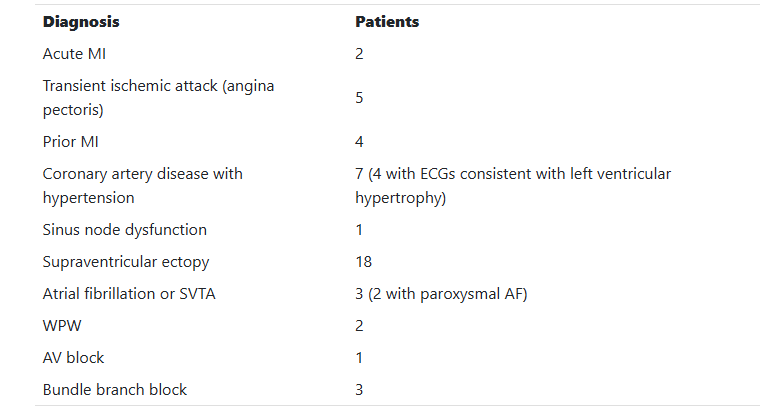 Diagnosis Patients
Acute MI 2
Transient ischemic attack (angina
pectoris) 5
Prior MI 4
Coronary artery disease with 7 (4 with ECGs consistent with left ventricular
hypertension hypertrophy)
Sinus node dysfunction 1
Supraventricular ectopy 18
Atrial fibrillation or SVTA 3 (2 with paroxysmal AF)
WPW 2
AV block 1
Bundle branch block 3